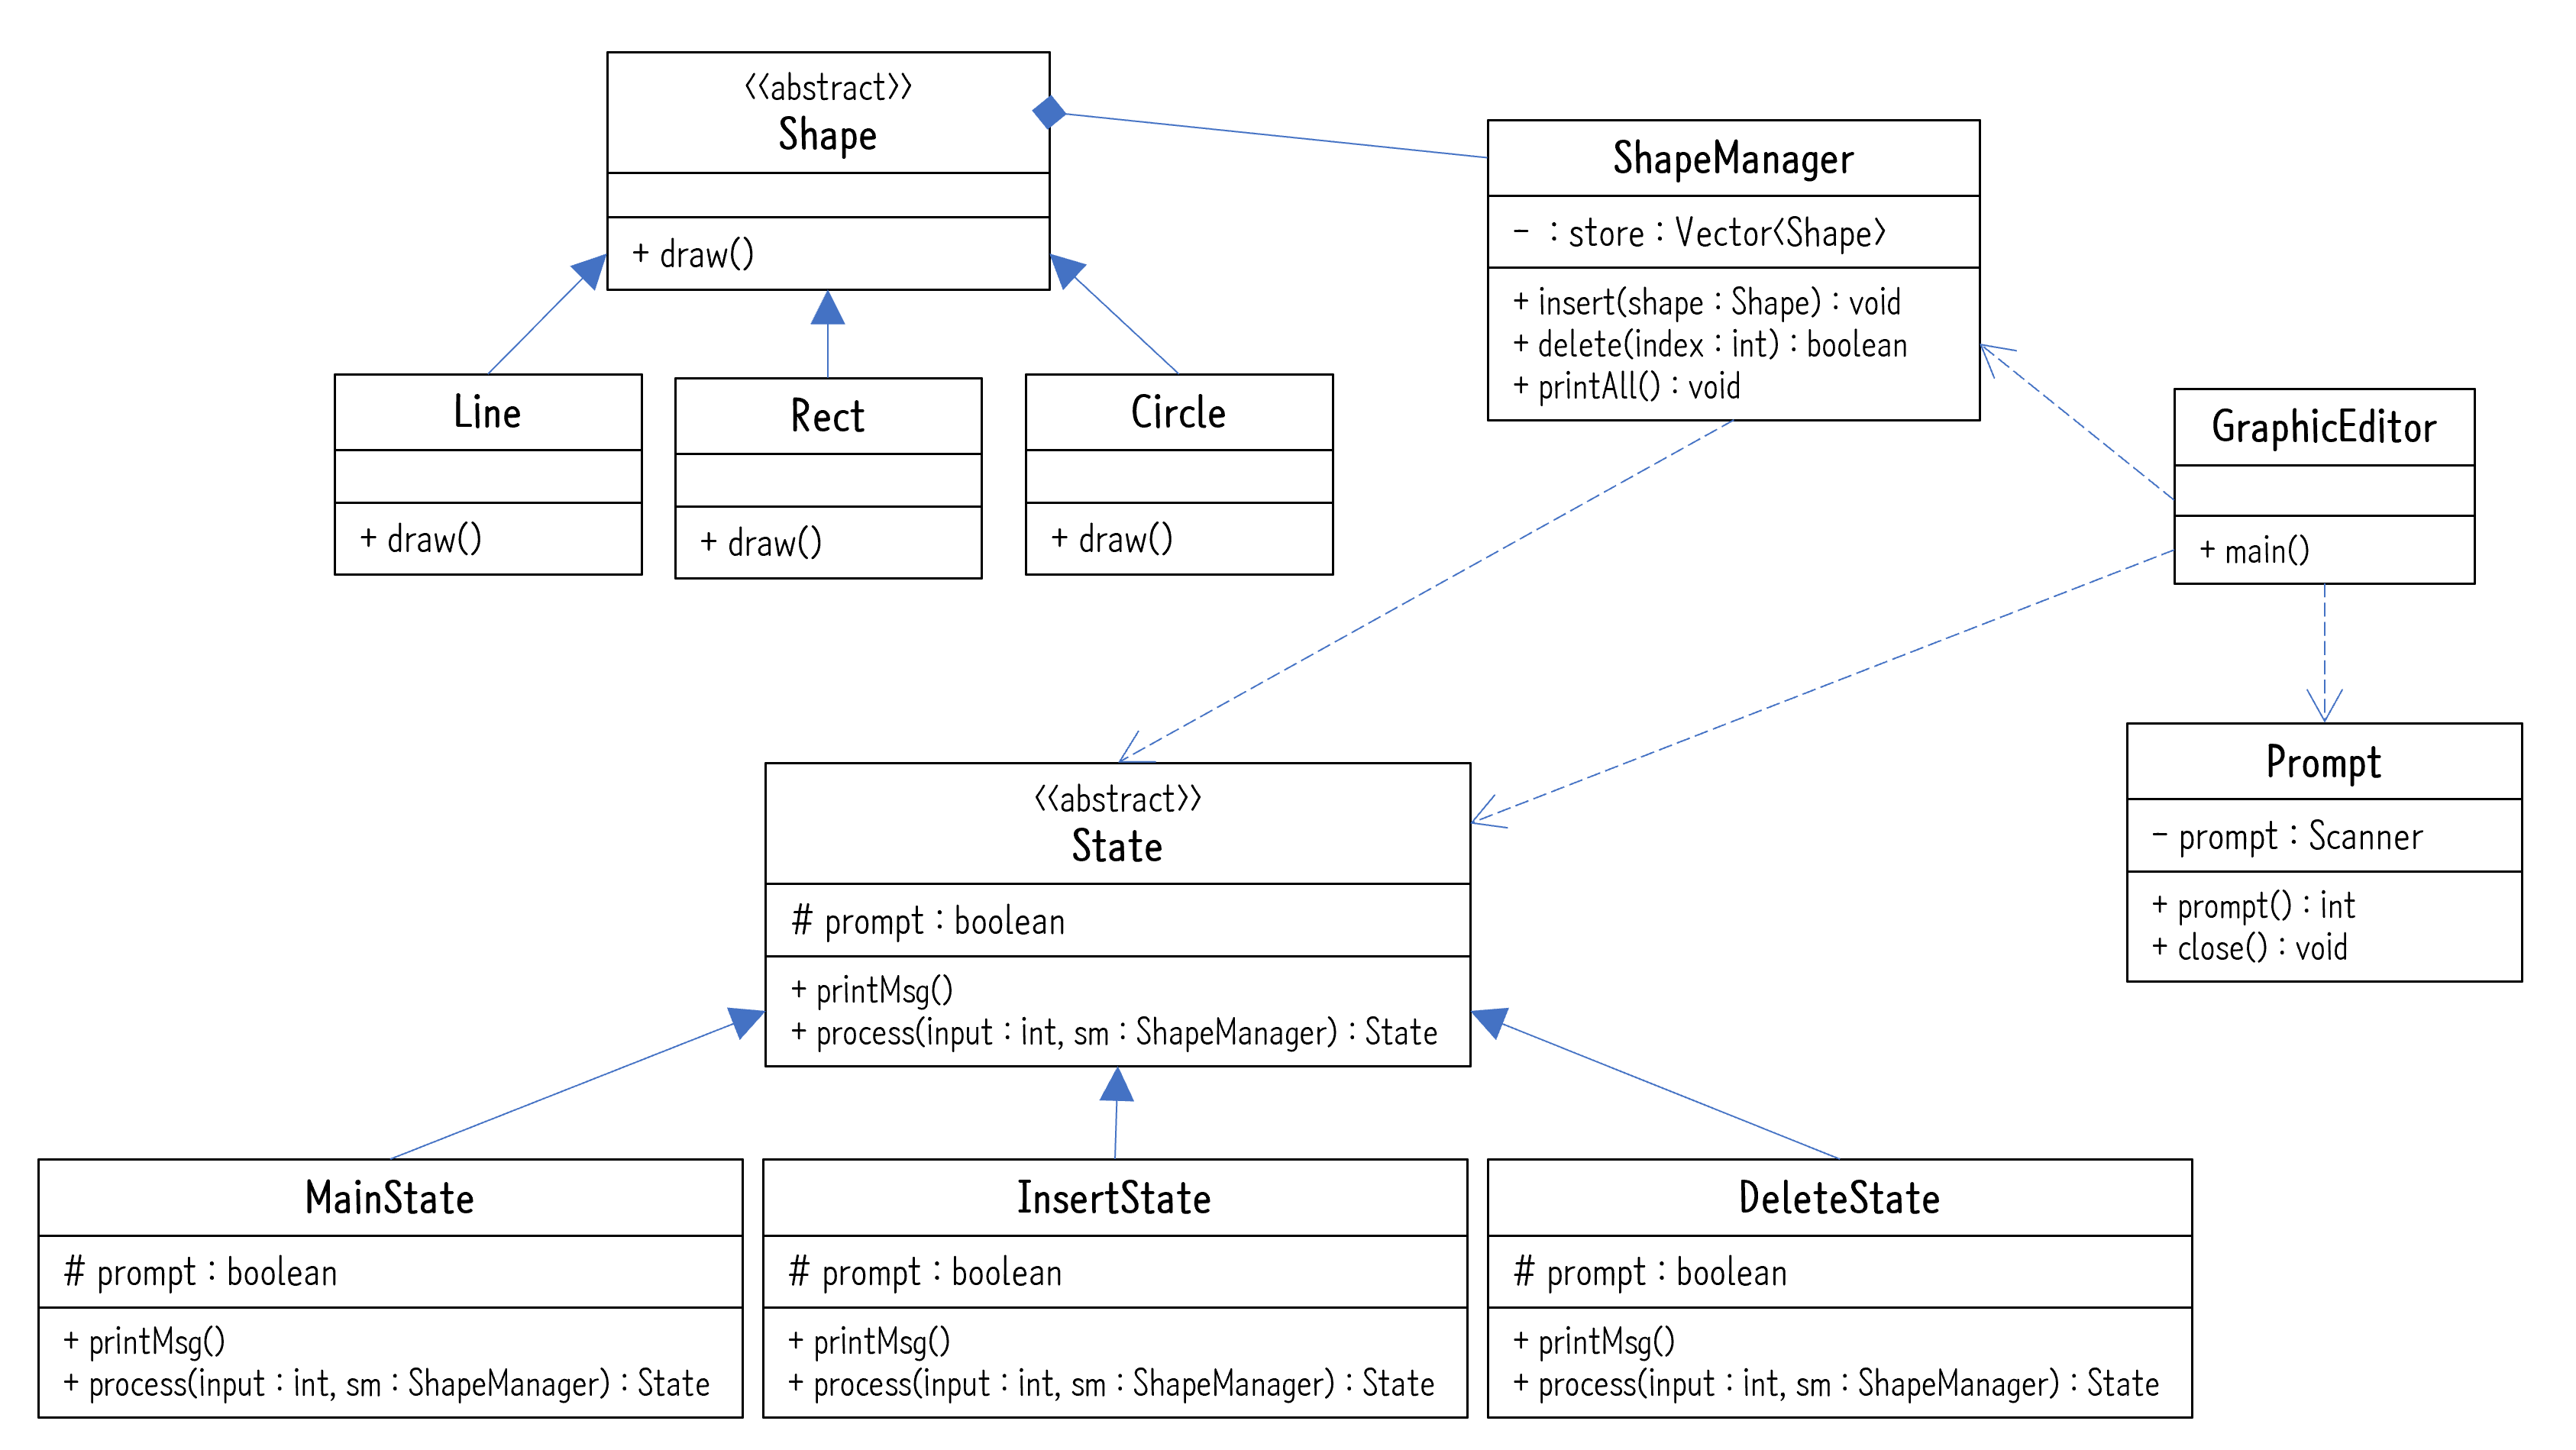 <<abstract>>
Shape
+ draw()
ShapeManager
- : store : Vector<Shape>
+ insert(shape : Shape) : void
+ delete(index : int) : boolean
+ printAll() : void
Line
+ draw()
Rect
+ draw()
Circle
+ draw()
GraphicEditor
+ main()
<<abstract>>
State
# prompt : boolean
+ printMsg()
+ process(input : int, sm : ShapeManager) : State
Prompt
- prompt : Scanner
+ prompt() : int
+ close() : void
MainState
# prompt : boolean
+ printMsg()
+ process(input : int, sm : ShapeManager) : State
InsertState
# prompt : boolean
+ printMsg()
+ process(input : int, sm : ShapeManager) : State
DeleteState
# prompt : boolean
+ printMsg()
+ process(input : int, sm : ShapeManager) : State